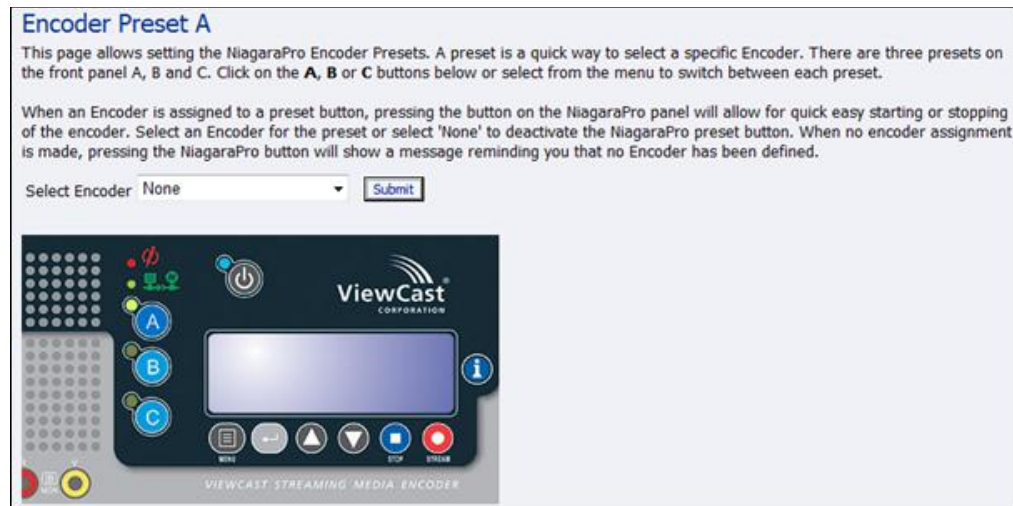 Encoder Preset A
This page allows setting the NiagaraPro Encoder Presets. A preset is a quick way to select a specific Encoder. There are three presets on
the front panel A, B and C. Click on the A, B or C buttons below or select from the menu to switch between each preset.
When an Encoder is assigned to a preset button, pressing the button on the NiagaraPro panel will allow for quick easy starting or stopping
of the encoder. Select an Encoder for the preset or select 'None' to deactivate the NiagaraPro preset button. When no encoder assignment
is made, pressing the NiagaraPro button will show a message reminding you that no Encoder has been defined.
Select Encoder None Submit
ViewCast
CORPORATION
A
B
i
C
MENU STOP STREAM
VIEWCAST STREAMING MEDIA ENCODER